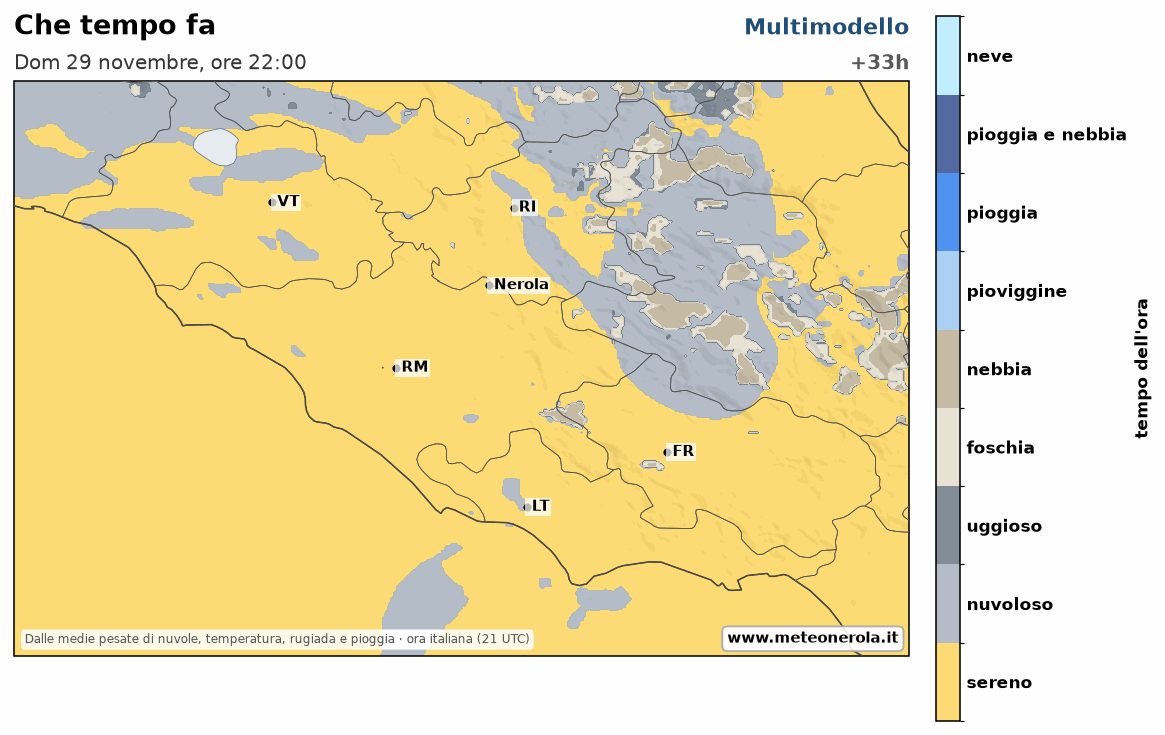 Che tempo fa
Multimodello
Dom 29 novembre, ore 22:00
+33h
VT
RI
Nerola
RM
FR
LT
Dalle medie pesate di nuvole, temperatura, rugiada e pioggia · ora italiana (21 UTC)
www.meteonerola.it
neve
pioggia e nebbia
pioggia
pioviggine
nebbia
foschia
uggioso
nuvoloso
sereno
tempo dell'ora